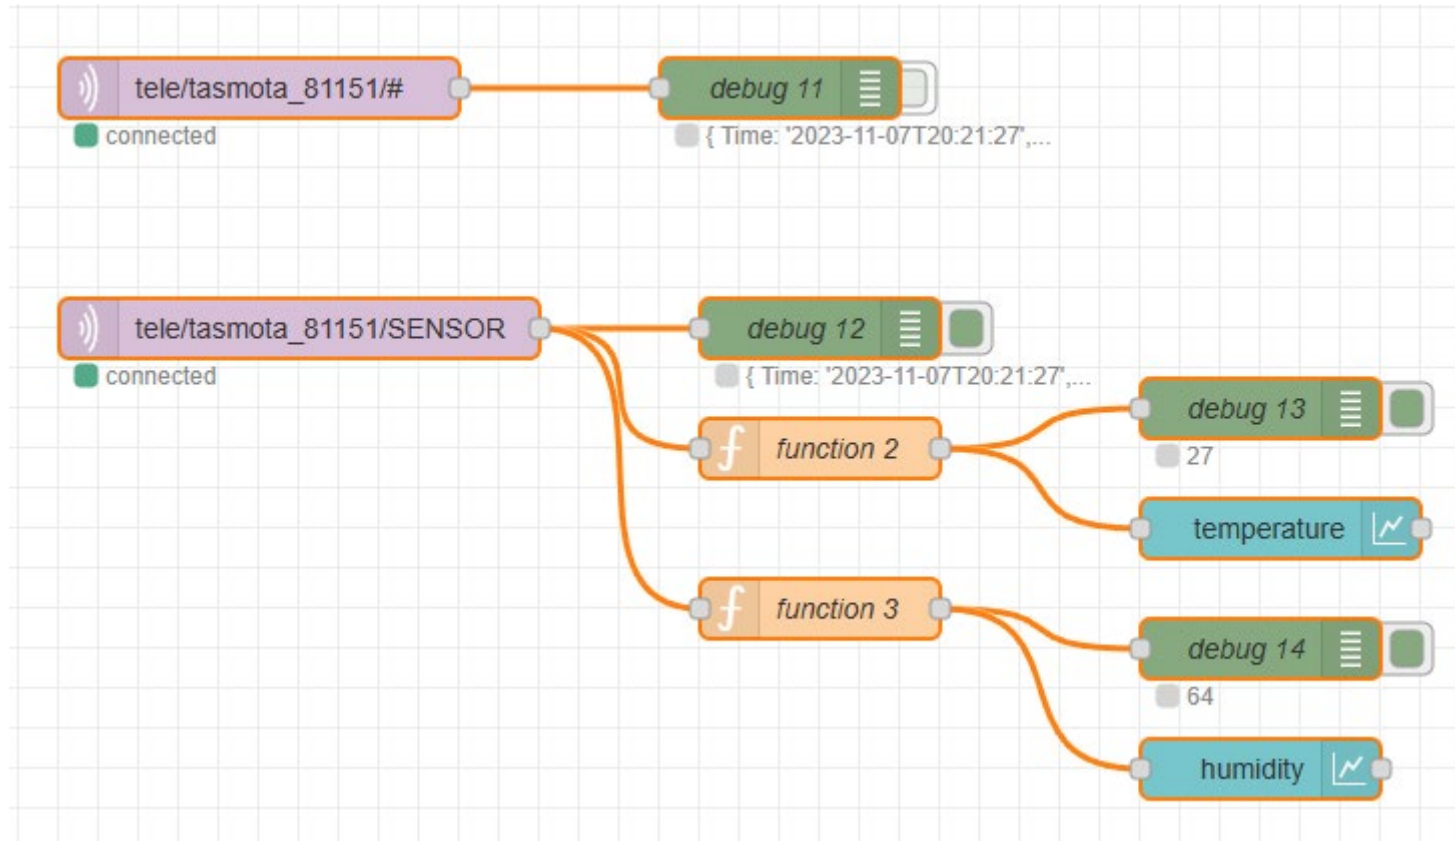 tele/tasmota_81151/#
debug 11
connected
{ Time: '2023-11-07T20:21:27',...
tele/tasmota_81151/SENSOR
debug 12
connected
{ Time: '2023-11-07T20:21:27',...
debug 13
function 2
27
temperature
function 3
debug 14
64
humidity